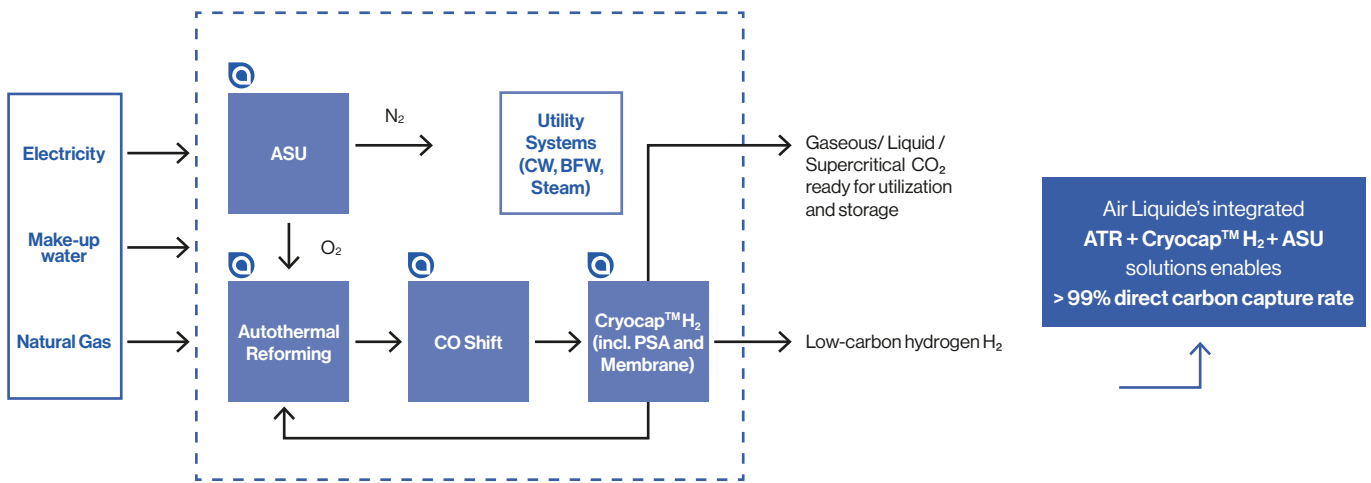 Electricity
Make-up
water
Natural Gas
ASU
N₂
O₂
Utility
Systems
(CW, BFW,
Steam)
Autothermal
Reforming
CO Shift
Cryocap™ H₂
(incl. PSA and
Membrane)
Gaseous/ Liquid /
Supercritical CO₂
ready for utilization
and storage
Low-carbon hydrogen H₂
Air Liquide's integrated
ATR + Cryocap™ H₂ + ASU
solutions enables
> 99% direct carbon capture rate